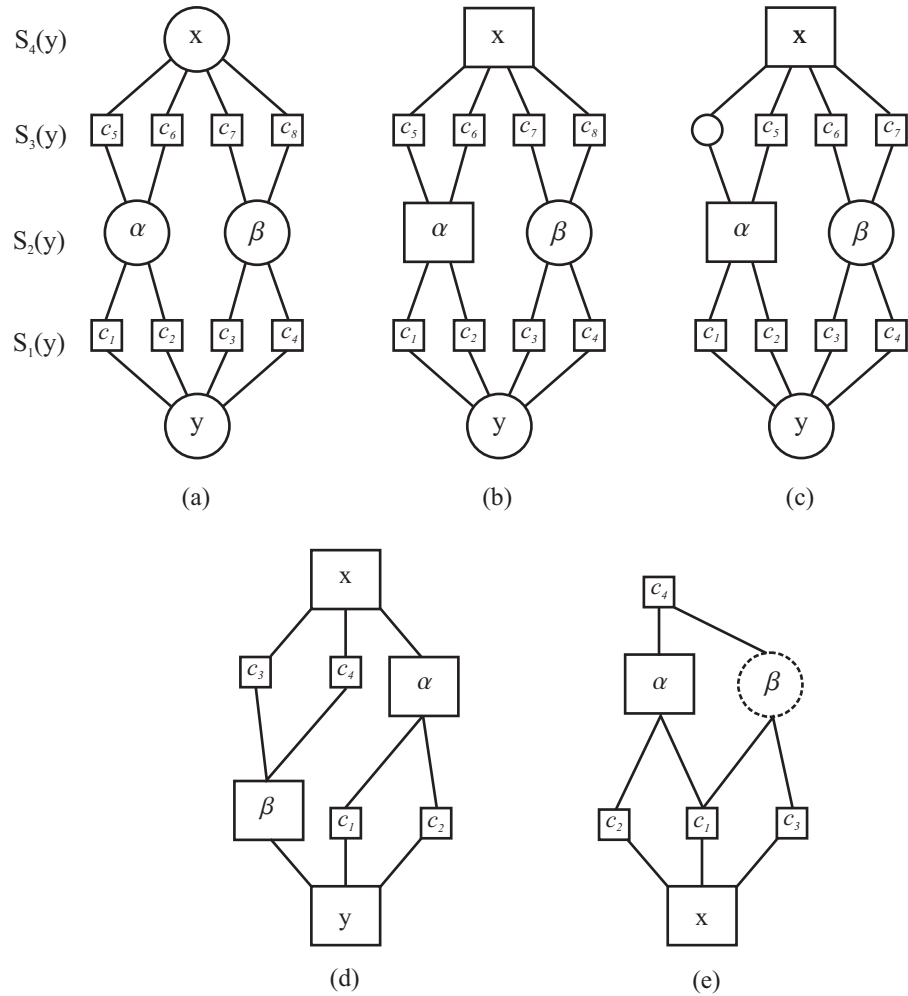 S₄(y) x x x
S₃(y) c₅ c₆ c₇ c₈ c₅ c₆ c₇ c₈ c₅ c₆ c₇
S₂(y) α β α β α β
S₁(y) c₁ c₂ c₃ c₄ c₁ c₂ c₃ c₄ c₁ c₂ c₃ c₄
y y y
(a) (b) (c)
x
c₄
c₃ c₄ α α β
β c₁ c₂ c₂ c₁ c₃
y x
(d) (e)